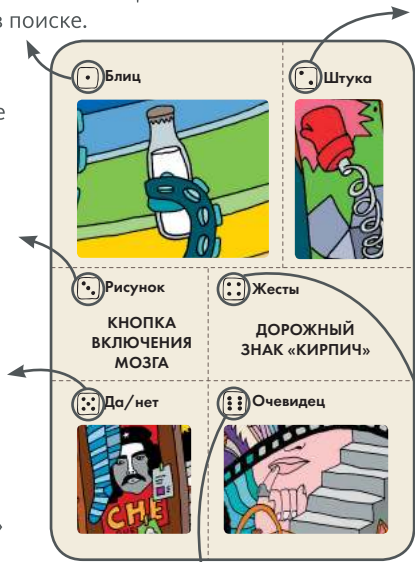 в поиске.
е
Блиц
Штука
Рисунок
КНОПКА
ВКЛЮЧЕНИЯ
МОЗГА
Жесты
ДОРОЖНЫЙ
ЗНАК «КИРПИЧ»
Да/нет
CHE
Очевидец
»